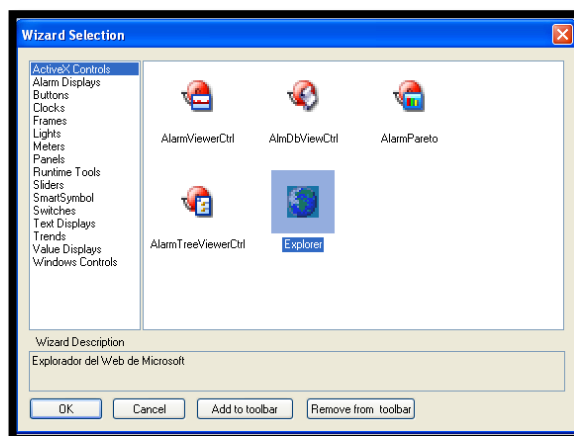 Wizard Selection
ActiveX Controls
Alarm Displays
Buttons
Clocks
Frames
Lights
Meters
Panels
Runtime Tools
Sliders
SmartSymbol
Switches
Text Displays
Trends
Value Displays
Windows Controls
AlarmViewerCtrl
AlmDbViewCtrl
AlarmPareto
AlarmTreeViewerCtrl
Explorer
Wizard Description
Explorador del Web de Microsoft
OK
Cancel
Add to toolbar
Remove from toolbar